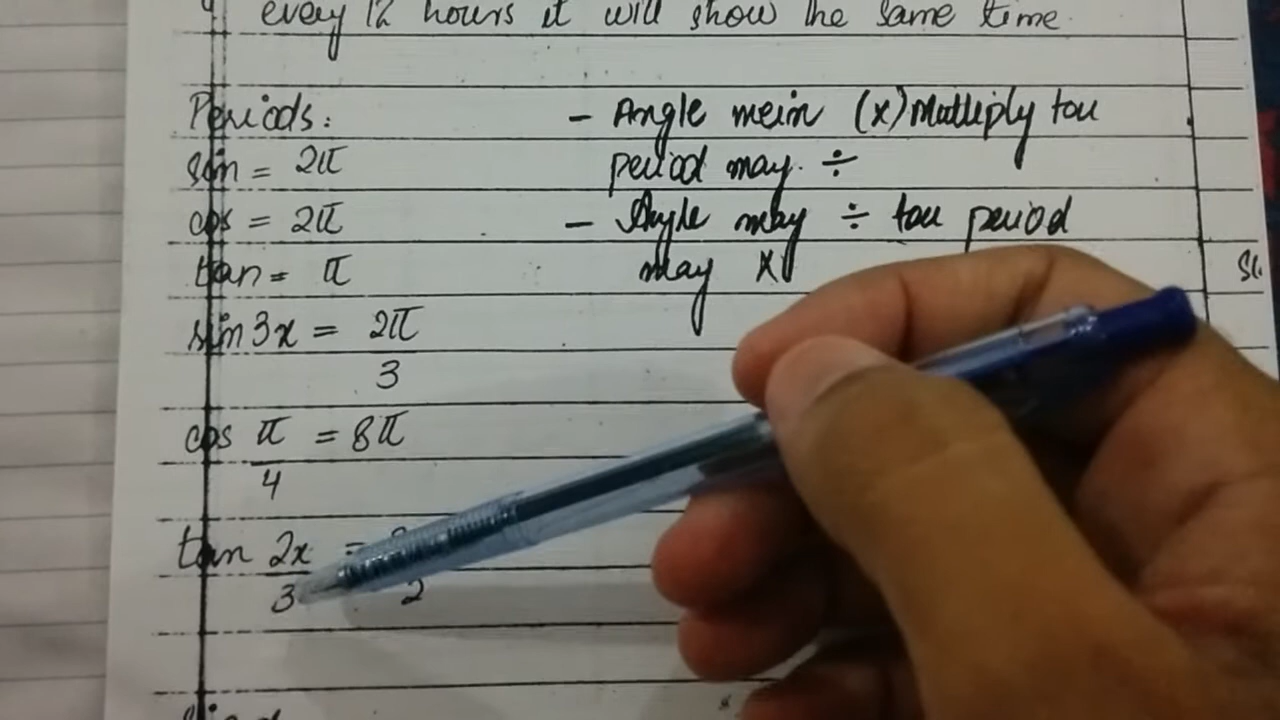 every 12 hours it will show the same time.
Periods:
sin = 2π
cos = 2π
tan = π
sin 3x = 2π
3
cos π = 8π
4
tan 2x =
3 2
- Angle mein (x) Multiply tou
period may. ÷
- Angle may ÷ tou period
may x